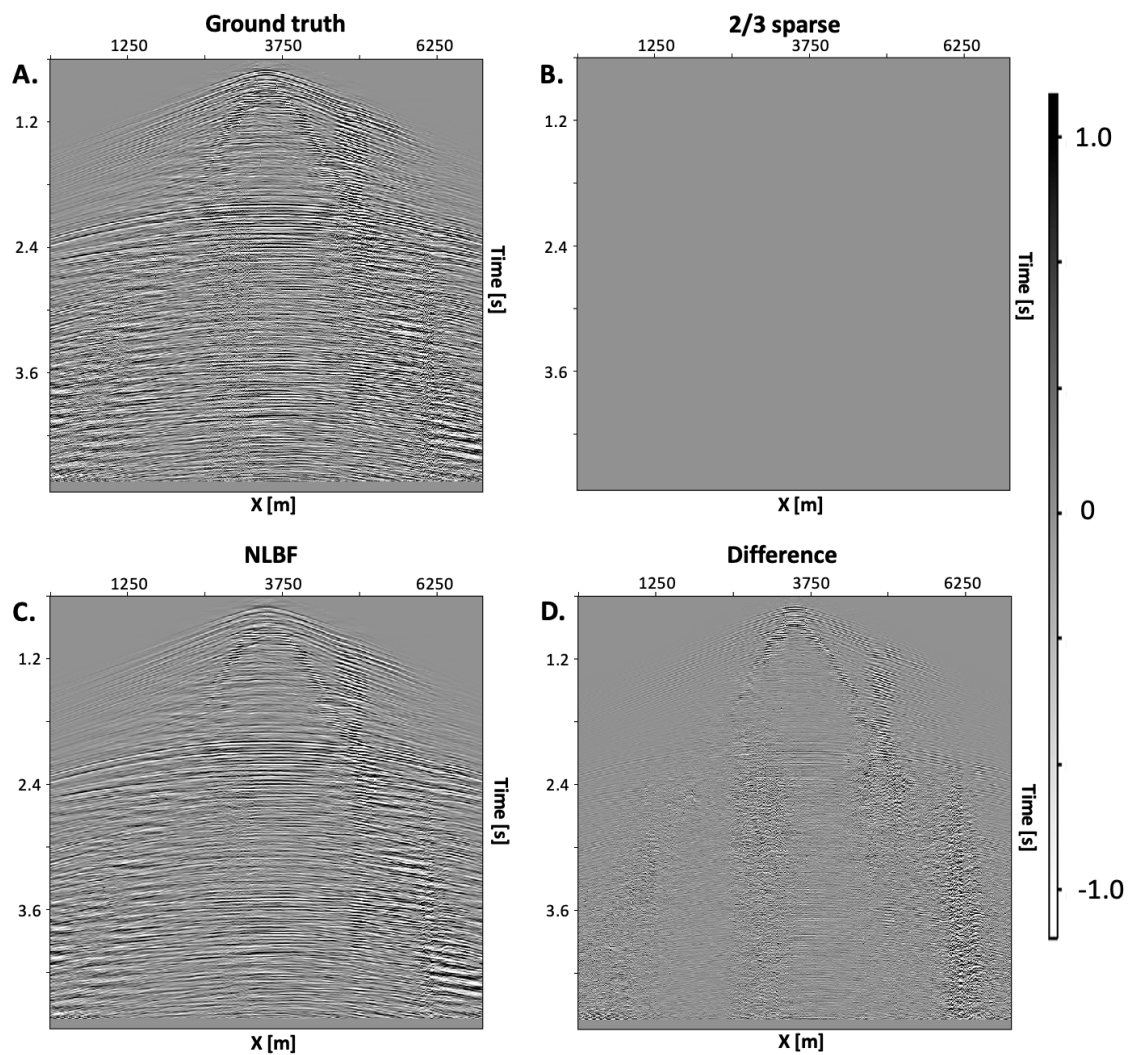 Ground truth
2/3 sparse
1250 3750 6250
1250 3750 6250
A.
B.
1.2
1.2
1.0
2.4
Time [s]
2.4
Time [s]
3.6
3.6
X [m]
X [m]
0
NLBF
Difference
1250 3750 6250
1250 3750 6250
C.
D.
1.2
1.2
2.4
Time [s]
2.4
Time [s]
-1.0
3.6
3.6
X [m]
X [m]